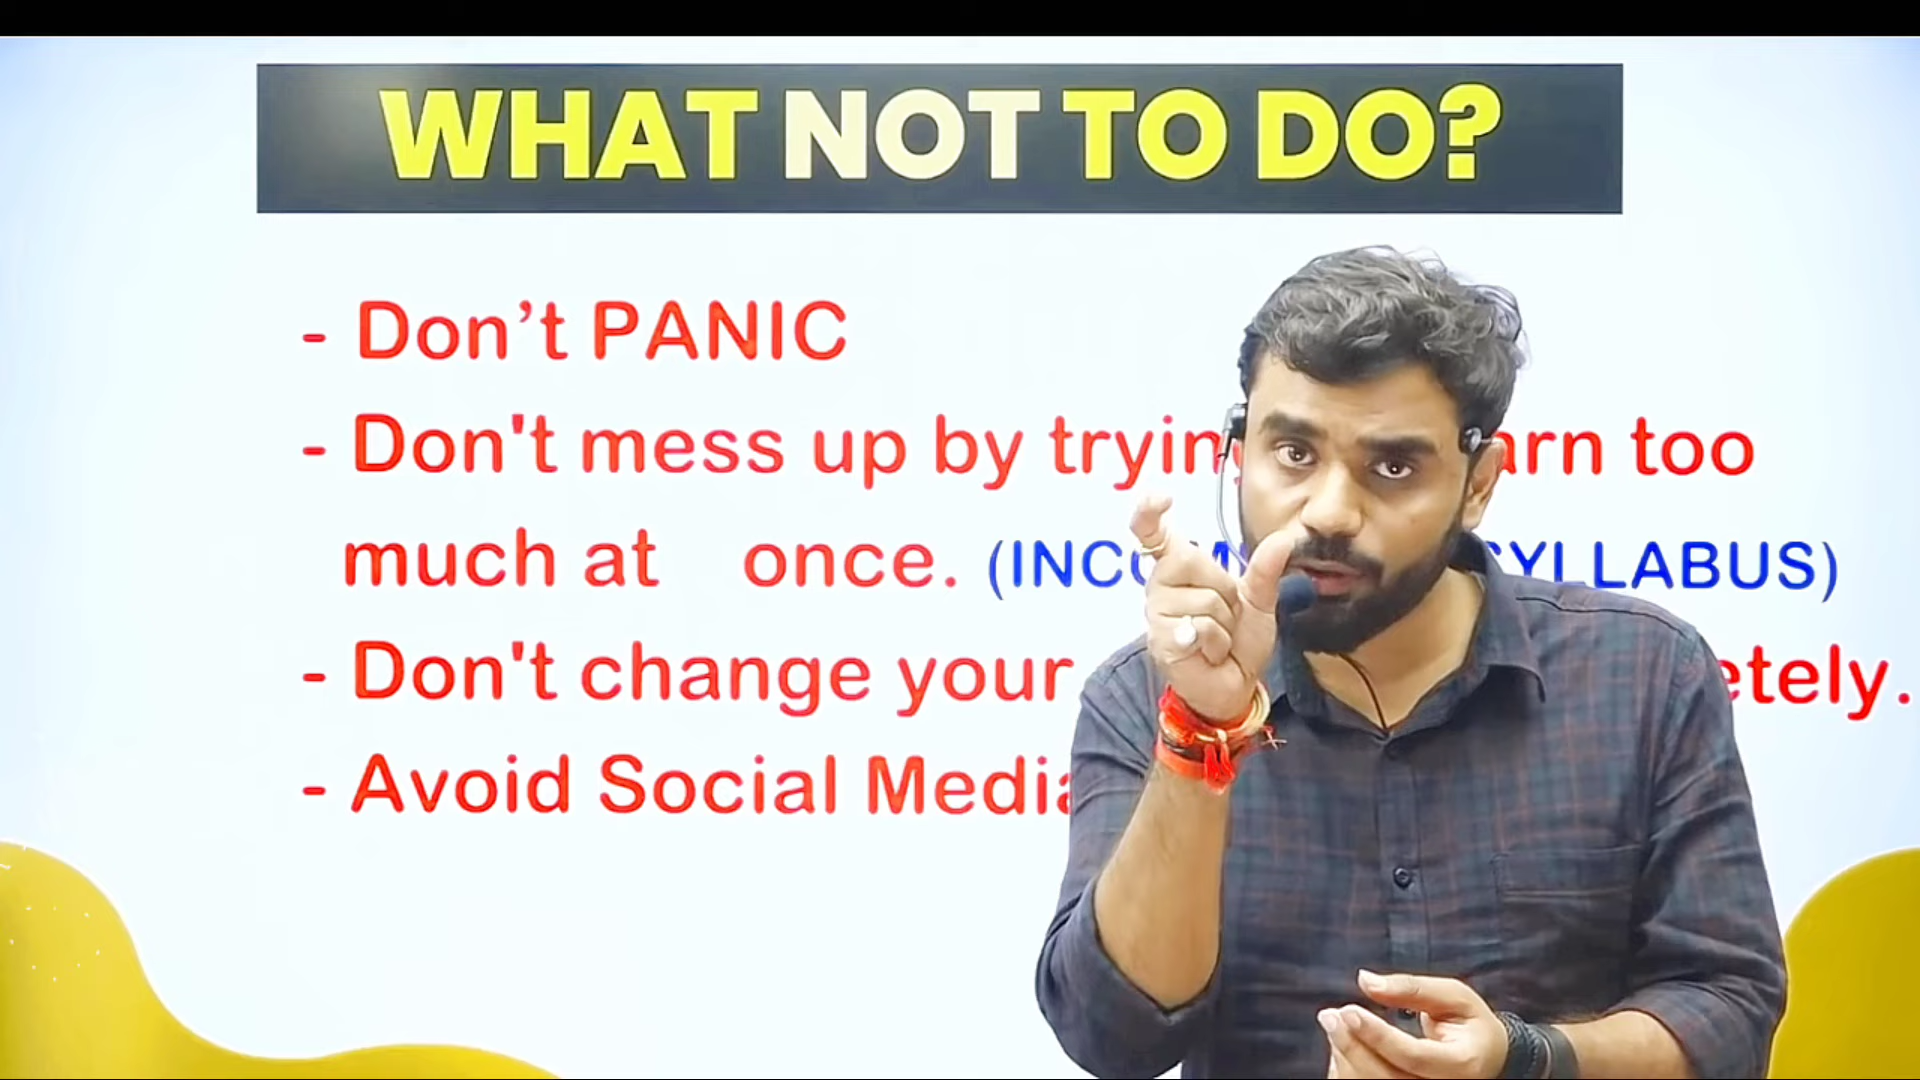 WHAT NOT TO DO?
- Don’t PANIC
- Don't mess up by too
much at once. SYLLABUS)
- Don't change your
- Avoid Social Media